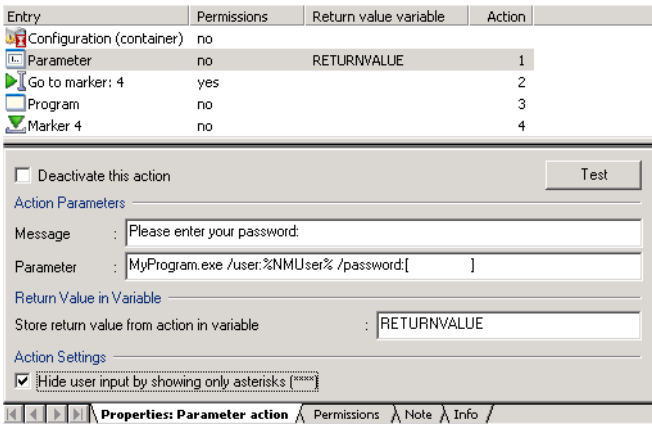 Entry Permissions Return value variable Action
Configuration (container) no
Parameter no RETURNVALUE 1
Go to marker: 4 yes 2
Program no 3
Marker 4 no 4
Deactivate this action Test
Action Parameters
Message : Please enter your password:
Parameter : MyProgram.exe /user:%NMUser% /password:[ ]
Return Value in Variable
Store return value from action in variable : RETURNVALUE
Action Settings
Hide user input by showing only asterisks (****)
Properties: Parameter action Permissions Note Info